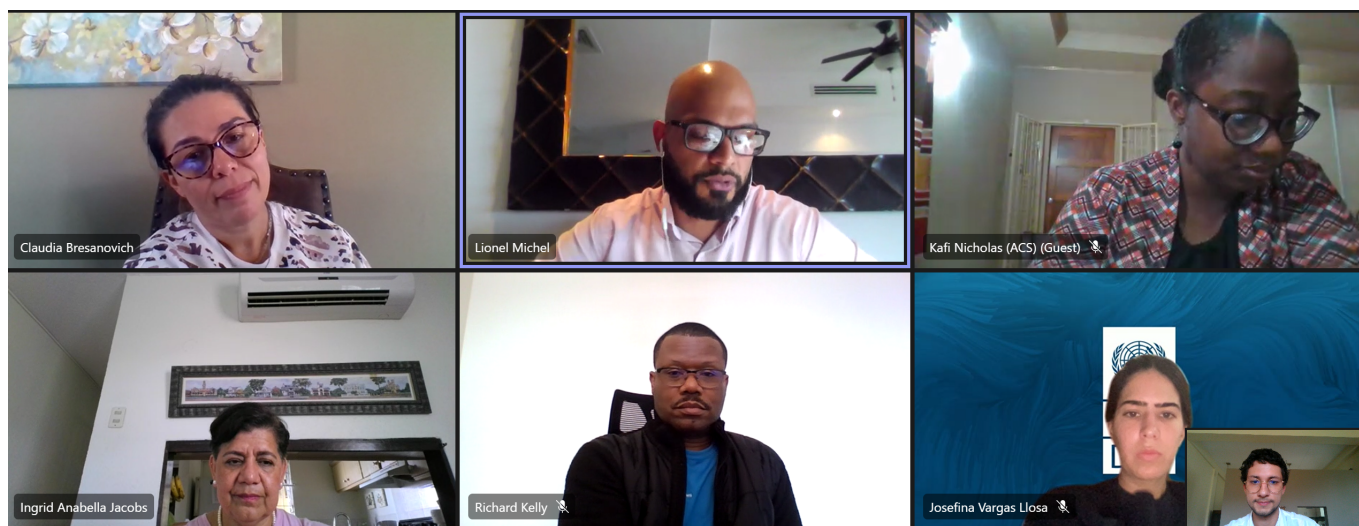 Claudia Bresanovich
Lionel Michel
Kafi Nicholas (ACS) (Guest)
Ingrid Anabella Jacobs
Richard Kelly
Josefina Vargas Llosa